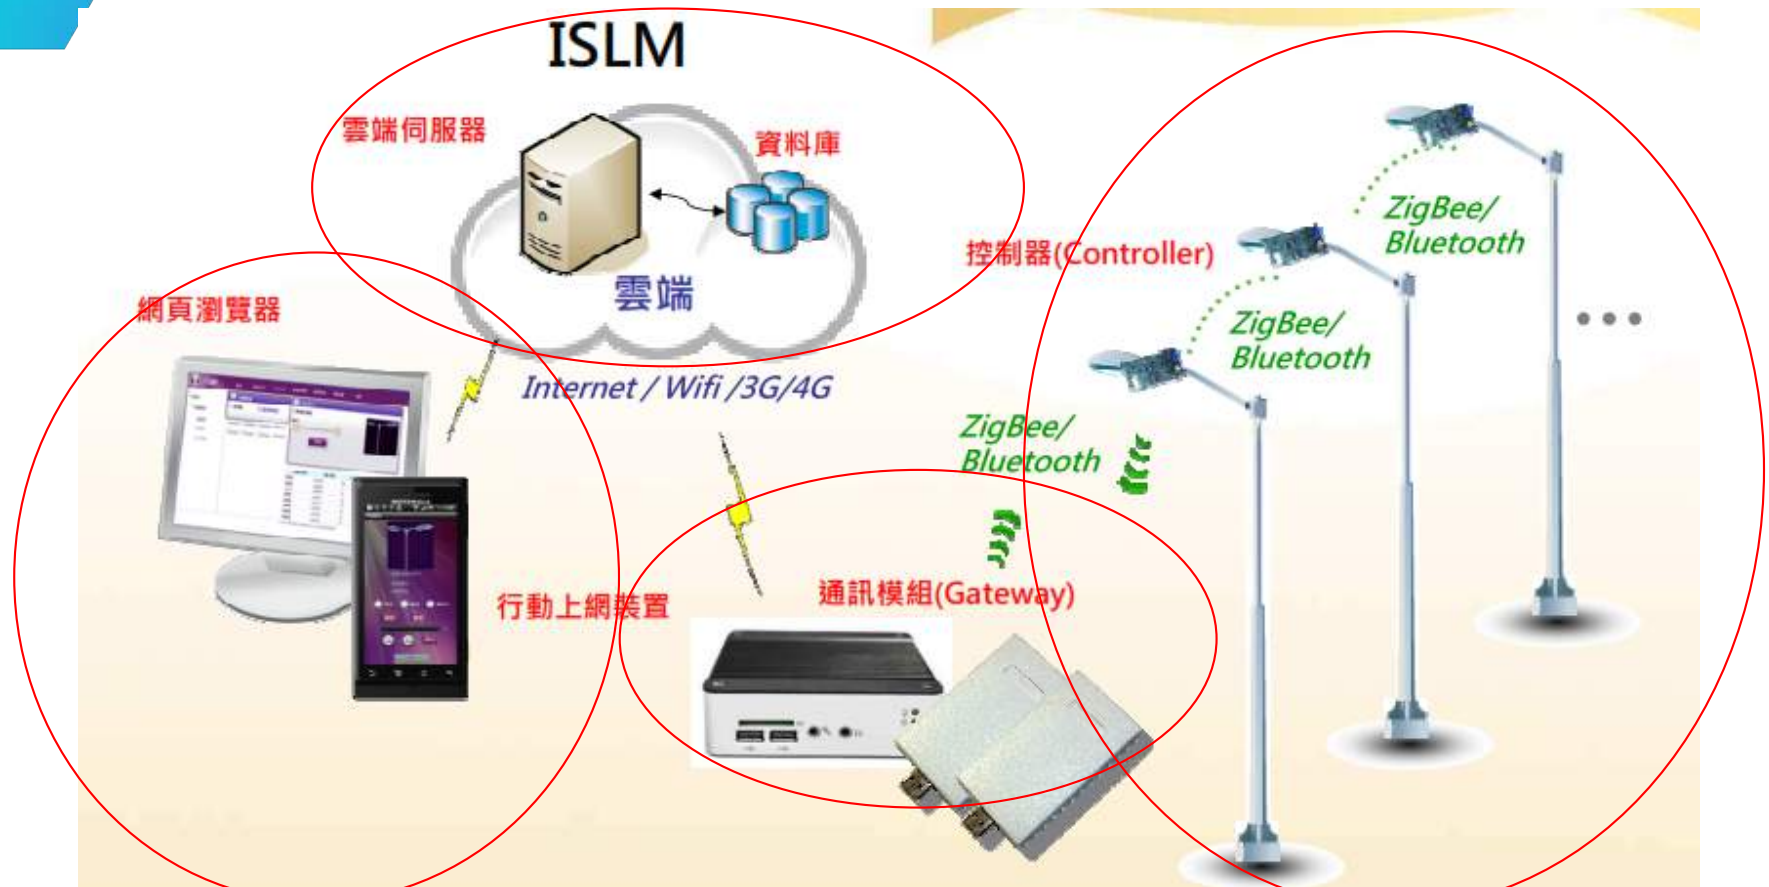 ISLM
雲端伺服器
資料庫
雲端
網頁瀏覽器
Internet / Wifi /3G/4G
行動上網裝置
通訊模組(Gateway)
控制器(Controller)
ZigBee/
Bluetooth
ZigBee/
Bluetooth
ZigBee/
Bluetooth